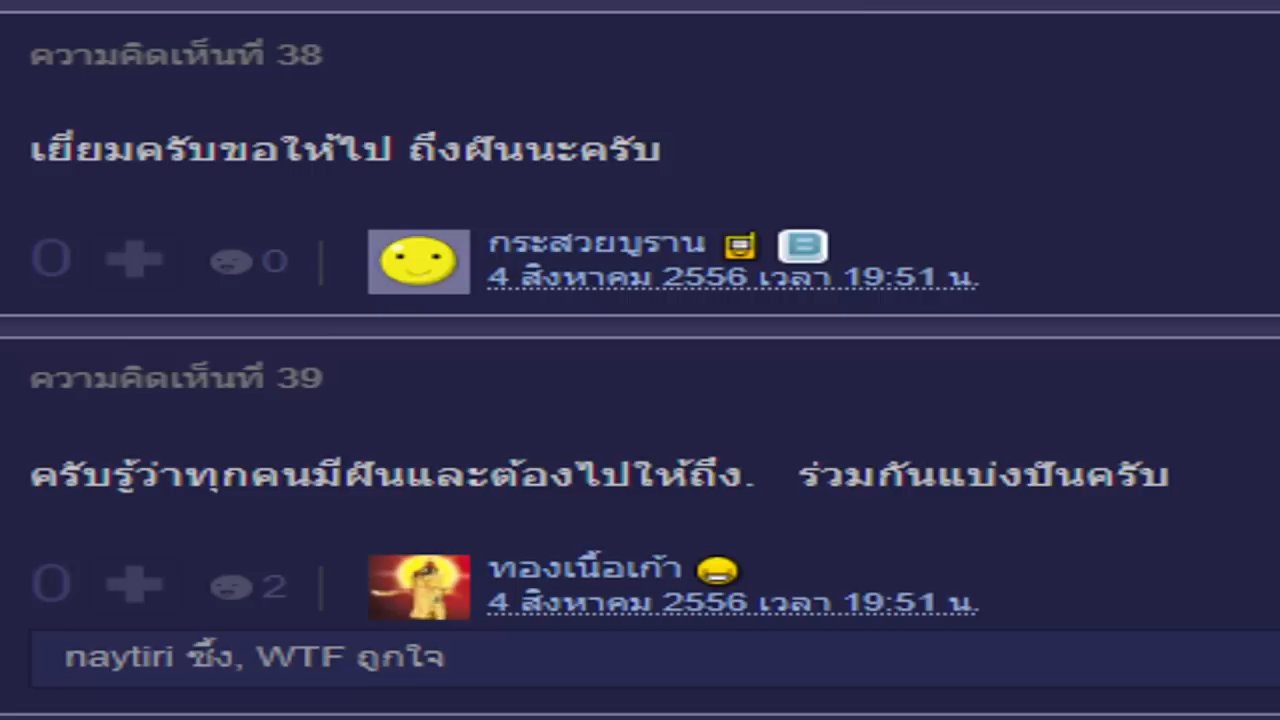 ความคิดเห็นที่ 38
เยี่ยมครับขอให้ไป ถึงฝันนะครับ
0 0 กระสวยบูราน
4 สิงหาคม 2556 เวลา 19:51 น.
ความคิดเห็นที่ 39
ครับรู้ว่าทุกคนมีฝันและต้องไปให้ถึง. ร่วมกันแบ่งปันครับ
0 2 ทองเนื้อเก้า
4 สิงหาคม 2556 เวลา 19:51 น.
naytiri ซึ้ง, WTF ถูกใจ